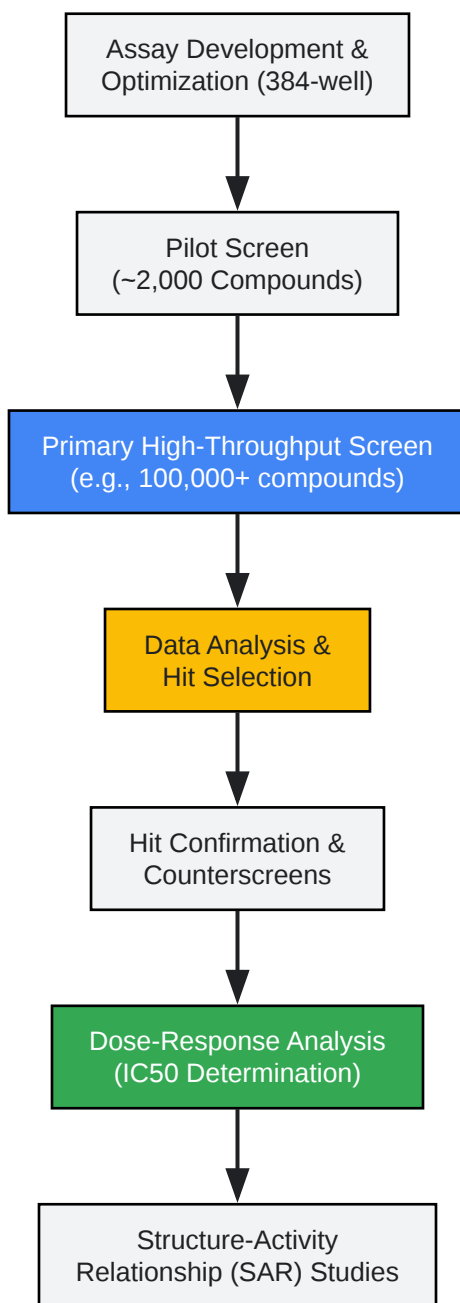 Assay Development &
Optimization (384-well)
Pilot Screen
(~2,000 Compounds)
Primary High-Throughput Screen
(e.g., 100,000+ compounds)
Data Analysis &
Hit Selection
Hit Confirmation &
Counterscreens
Dose-Response Analysis
(IC50 Determination)
Structure-Activity
Relationship (SAR) Studies